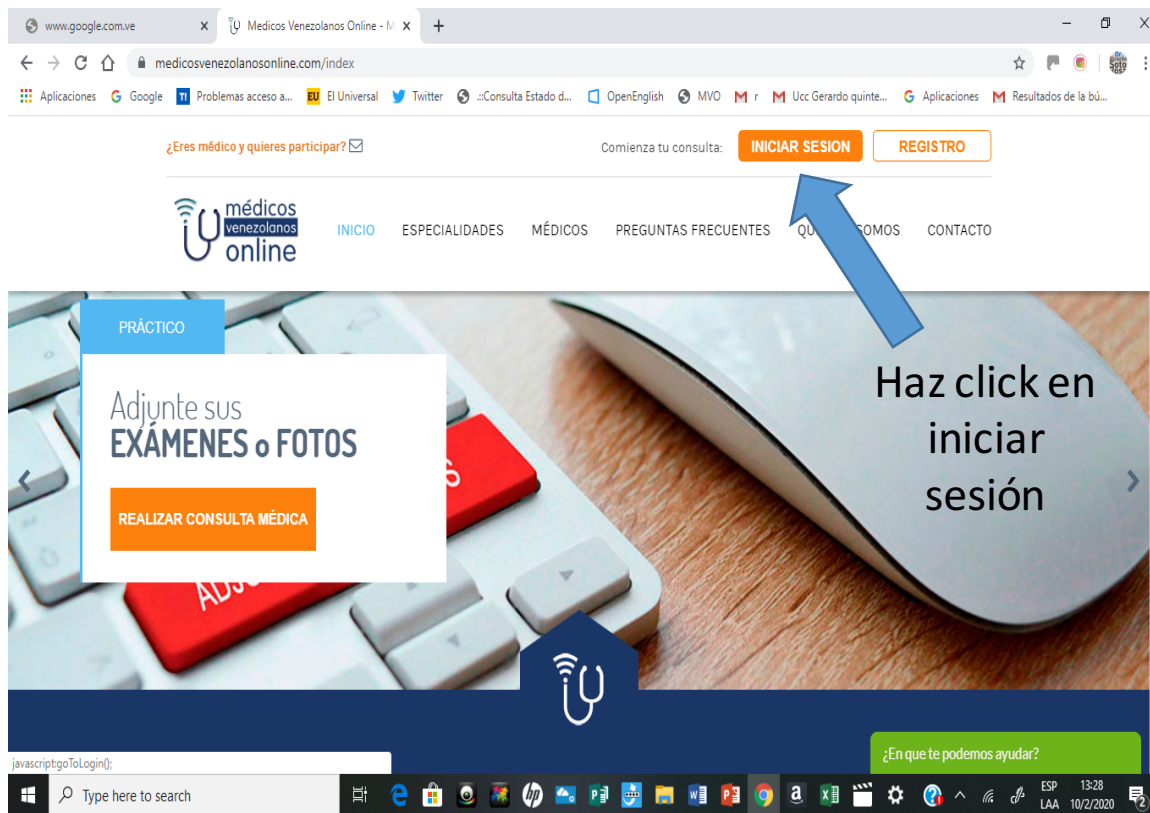 www.google.com.ve
Medicos Venezolanos Online - M
medicosvenezolanosonline.com/index
Aplicaciones
Google
TI Problemas acceso a...
EU El Universal
Twitter
.::Consulta Estado d...
OpenEnglish
MVO
M r
M Ucc Gerardo quinte...
Aplicaciones
M Resultados de la bú...
¿Eres médico y quieres participar?
Comienza tu consulta:
INICIAR SESION
REGISTRO
médicos
venezolanos
online
INICIO
ESPECIALIDADES
MÉDICOS
PREGUNTAS FRECUENTES
SOMOS
CONTACTO
PRÁCTICO
Adjunte sus
EXÁMENES o FOTOS
REALIZAR CONSULTA MÉDICA
Haz click en
iniciar
sesión
¿En que te podemos ayudar?
javascript:goToLogin();
Type here to search
ESP
LAA
13:28
10/2/2020
2